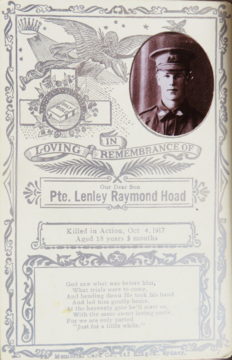 IN
LOVING REMEMBRANCE OF
Our Dear Son
Pte. Lenley Raymond Hoad
Killed in Action, Oct. 4, 1917
Aged 18 years 8 months
God saw what was before him,
What trials were to come,
And bending down He took his hand
And led him gently home.
At the heavenly gate he'll meet us,
With the same sweet loving smile,
For we are only parted
"Just for a little while."